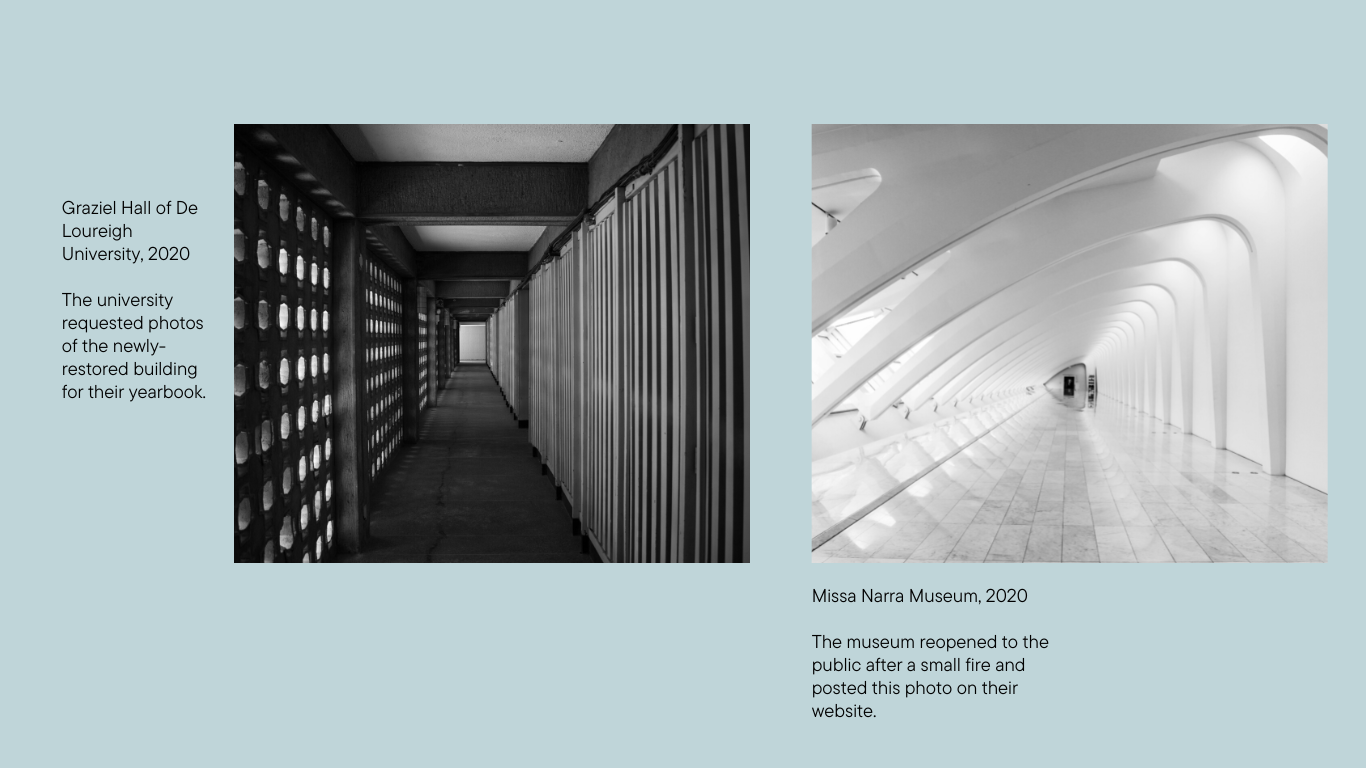 Graziel Hall of De
Loureigh
University, 2020
The university
requested photos
of the newly-
restored building
for their yearbook.
Missa Narra Museum, 2020
The museum reopened to the
public after a small fire and
posted this photo on their
website.